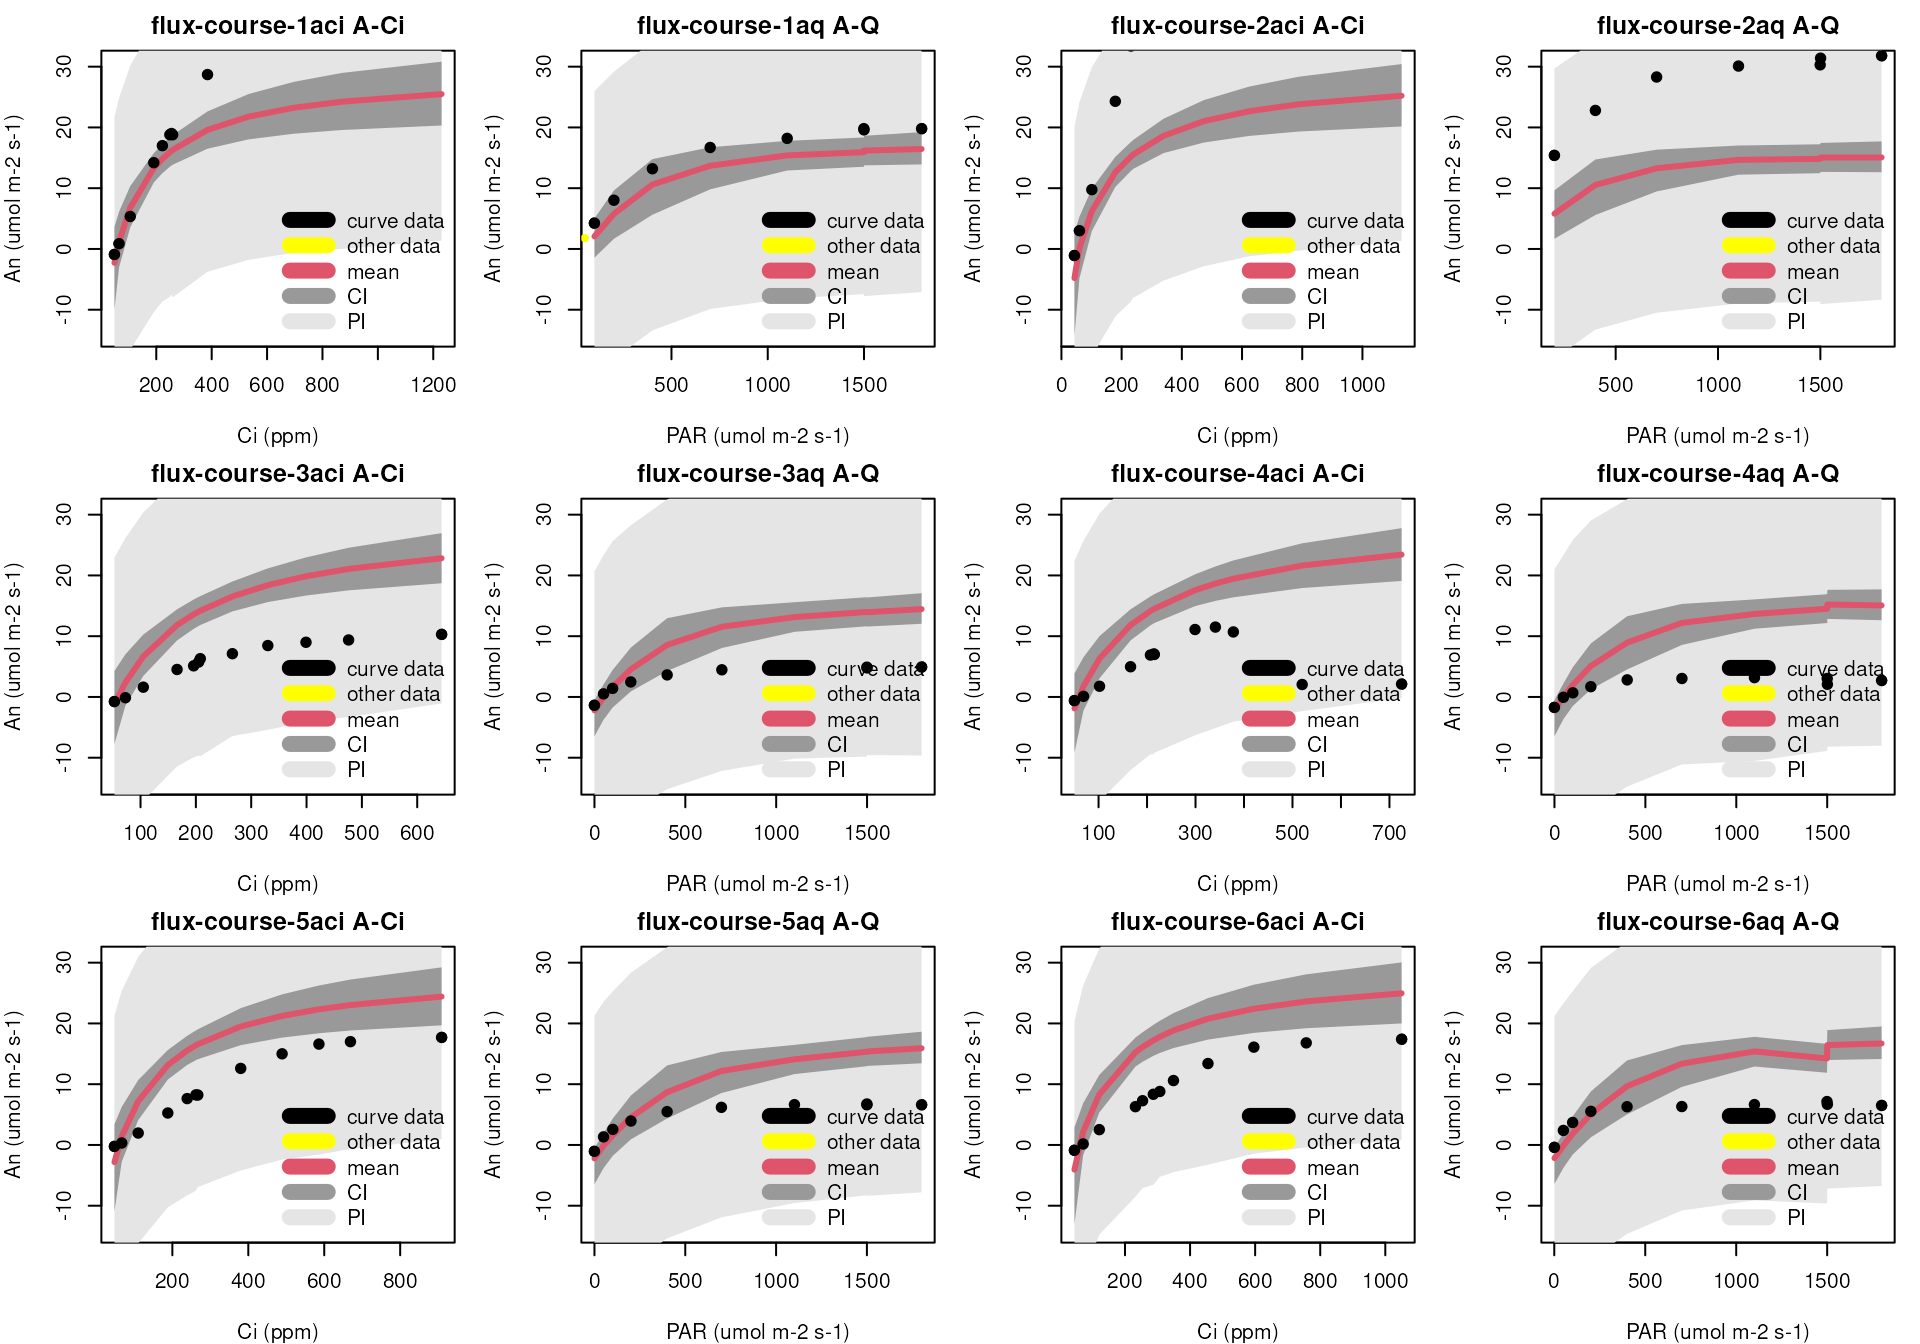 flux-course-1aci A-Ci
An (umol m-2 s-1)
30
20
10
0
-10
curve data
other data
mean
CI
PI
200 400 600 800 1200
Ci (ppm)
flux-course-1aq A-Q
An (umol m-2 s-1)
30
20
10
0
-10
curve data
other data
mean
CI
PI
500 1000 1500
PAR (umol m-2 s-1)
flux-course-2aci A-Ci
An (umol m-2 s-1)
30
20
10
0
-10
curve data
other data
mean
CI
PI
0 200 400 600 800 1000
Ci (ppm)
flux-course-2aq A-Q
An (umol m-2 s-1)
30
20
10
0
-10
curve data
other data
mean
CI
PI
500 1000 1500
PAR (umol m-2 s-1)
flux-course-3aci A-Ci
An (umol m-2 s-1)
30
20
10
0
-10
curve data
other data
mean
CI
PI
100 200 300 400 500 600
Ci (ppm)
flux-course-3aq A-Q
An (umol m-2 s-1)
30
20
10
0
-10
curve data
other data
mean
CI
PI
0 500 1000 1500
PAR (umol m-2 s-1)
flux-course-4aci A-Ci
An (umol m-2 s-1)
30
20
10
0
-10
curve data
other data
mean
CI
PI
100 300 500 700
Ci (ppm)
flux-course-4aq A-Q
An (umol m-2 s-1)
30
20
10
0
-10
curve data
other data
mean
CI
PI
0 500 1000 1500
PAR (umol m-2 s-1)
flux-course-5aci A-Ci
An (umol m-2 s-1)
30
20
10
0
-10
curve data
other data
mean
CI
PI
200 400 600 800
Ci (ppm)
flux-course-5aq A-Q
An (umol m-2 s-1)
30
20
10
0
-10
curve data
other data
mean
CI
PI
0 500 1000 1500
PAR (umol m-2 s-1)
flux-course-6aci A-Ci
An (umol m-2 s-1)
30
20
10
0
-10
curve data
other data
mean
CI
PI
200 400 600 800 1000
Ci (ppm)
flux-course-6aq A-Q
An (umol m-2 s-1)
30
20
10
0
-10
curve data
other data
mean
CI
PI
0 500 1000 1500
PAR (umol m-2 s-1)